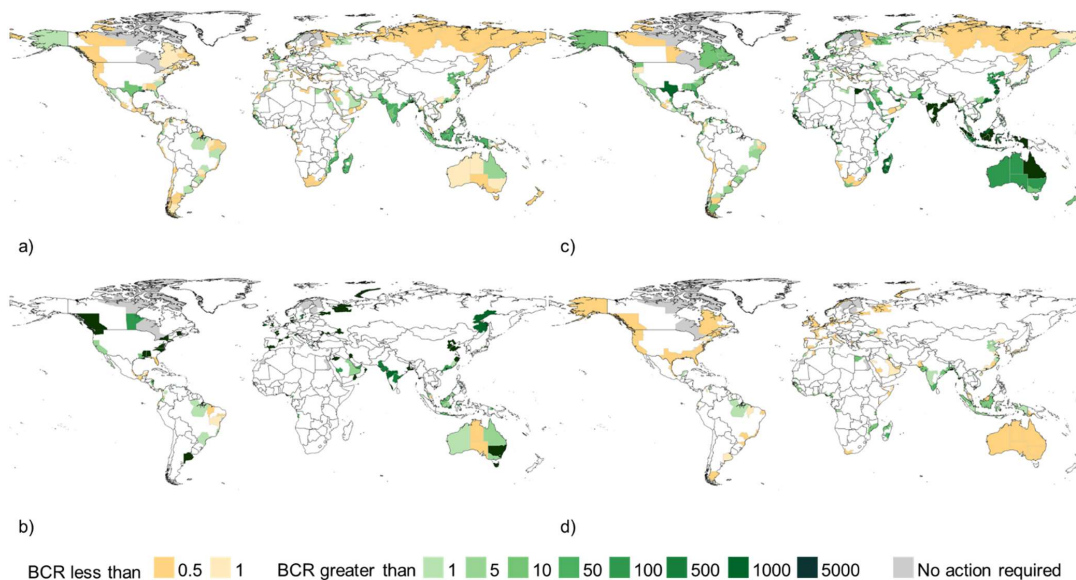 a)
c)
b)
d)
BCR less than 0.5 1 BCR greater than 1 5 10 50 100 500 1000 5000 No action required